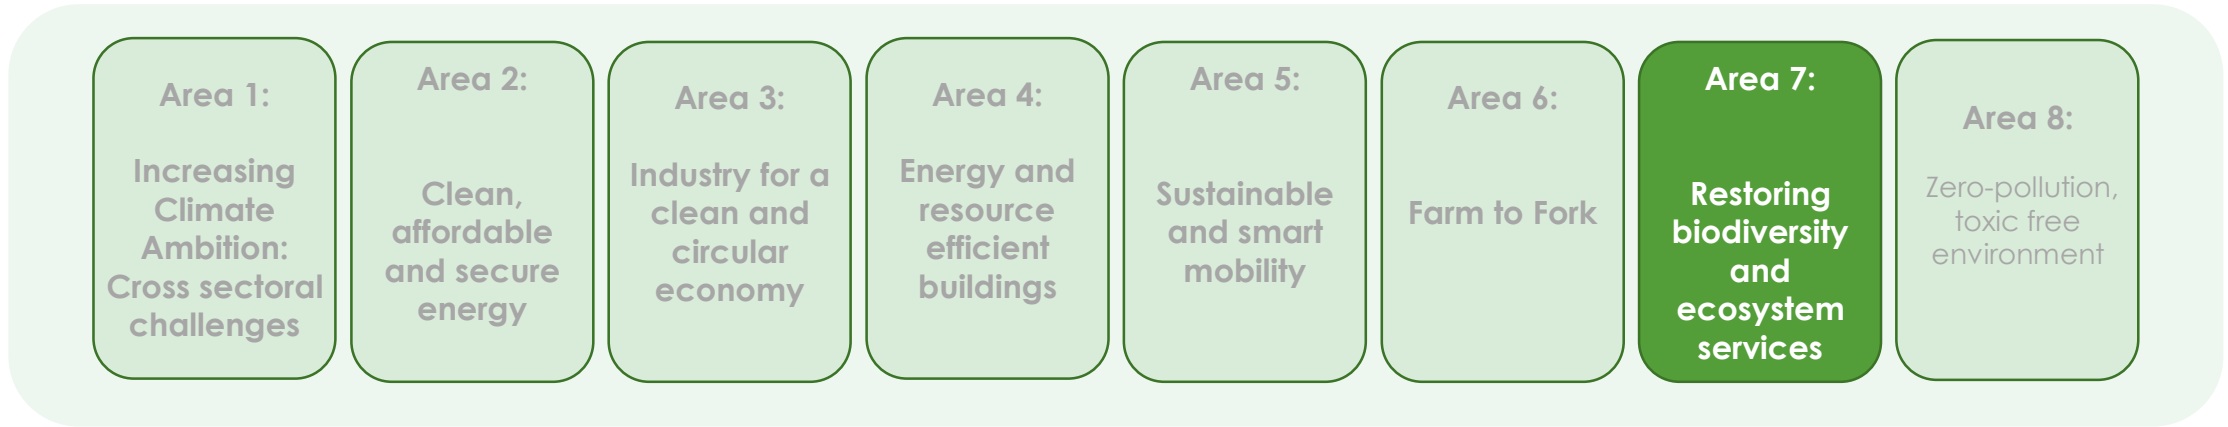 Area 1:
Increasing
Climate
Ambition:
Cross sectoral
challenges
Area 2:
Clean,
affordable
and secure
energy
Area 3:
Industry for a
clean and
circular
economy
Area 4:
Energy and
resource
efficient
buildings
Area 5:
Sustainable
and smart
mobility
Area 6:
Farm to Fork
Area 7:
Restoring
biodiversity
and
ecosystem
services
Area 8:
Zero-pollution,
toxic free
environment